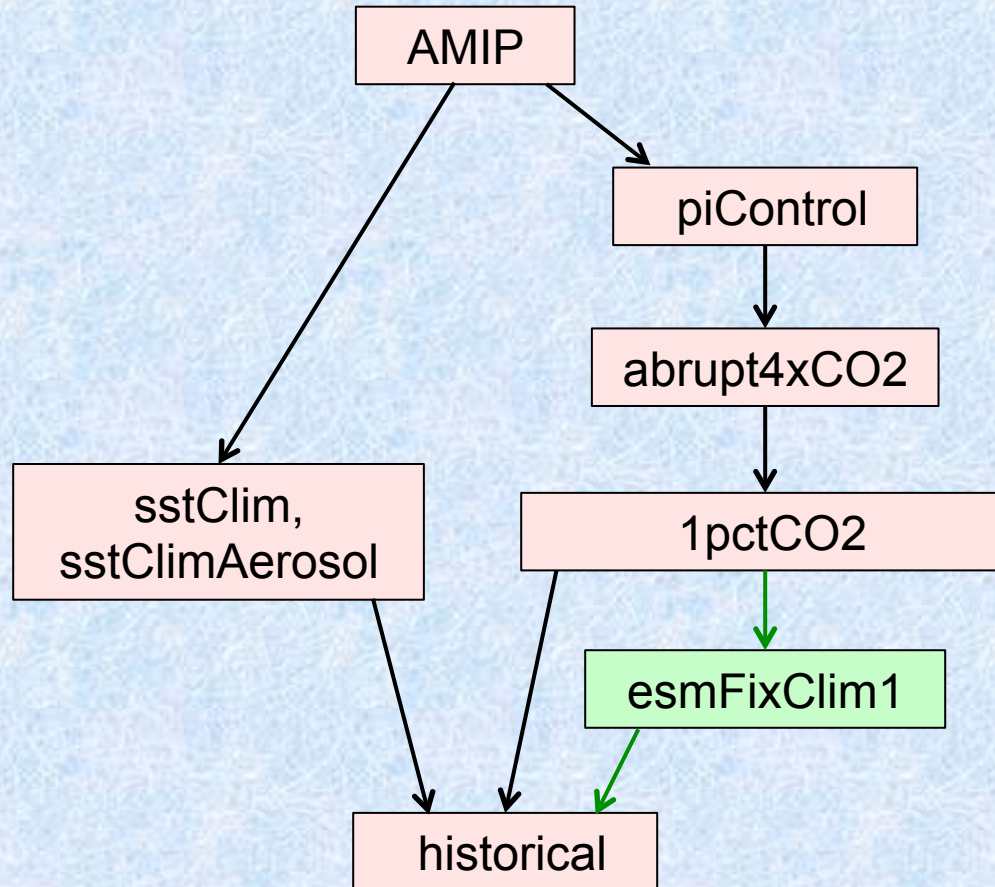 AMIP
piControl
abrupt4xCO2
sstClim,
sstClimAerosol
1pctCO2
esmFixClim1
historical